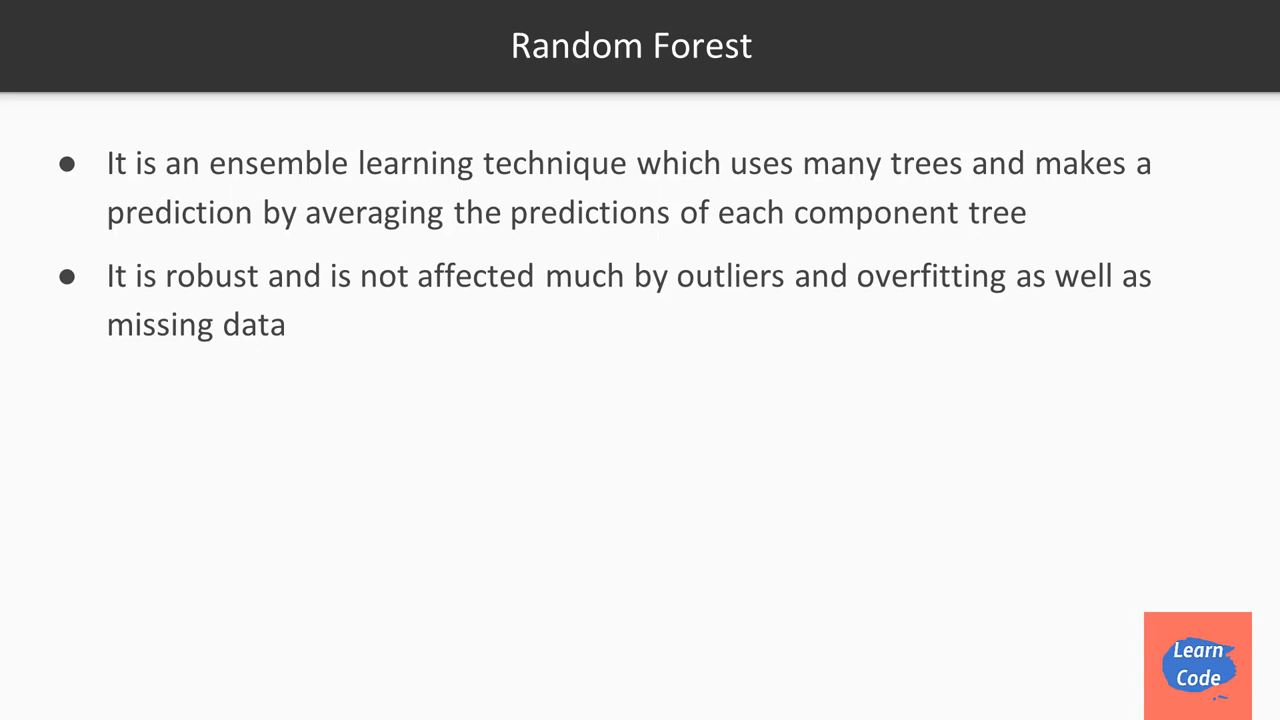 Random Forest
● It is an ensemble learning technique which uses many trees and makes a
prediction by averaging the predictions of each component tree
● It is robust and is not affected much by outliers and overfitting as well as
missing data
Learn
Code